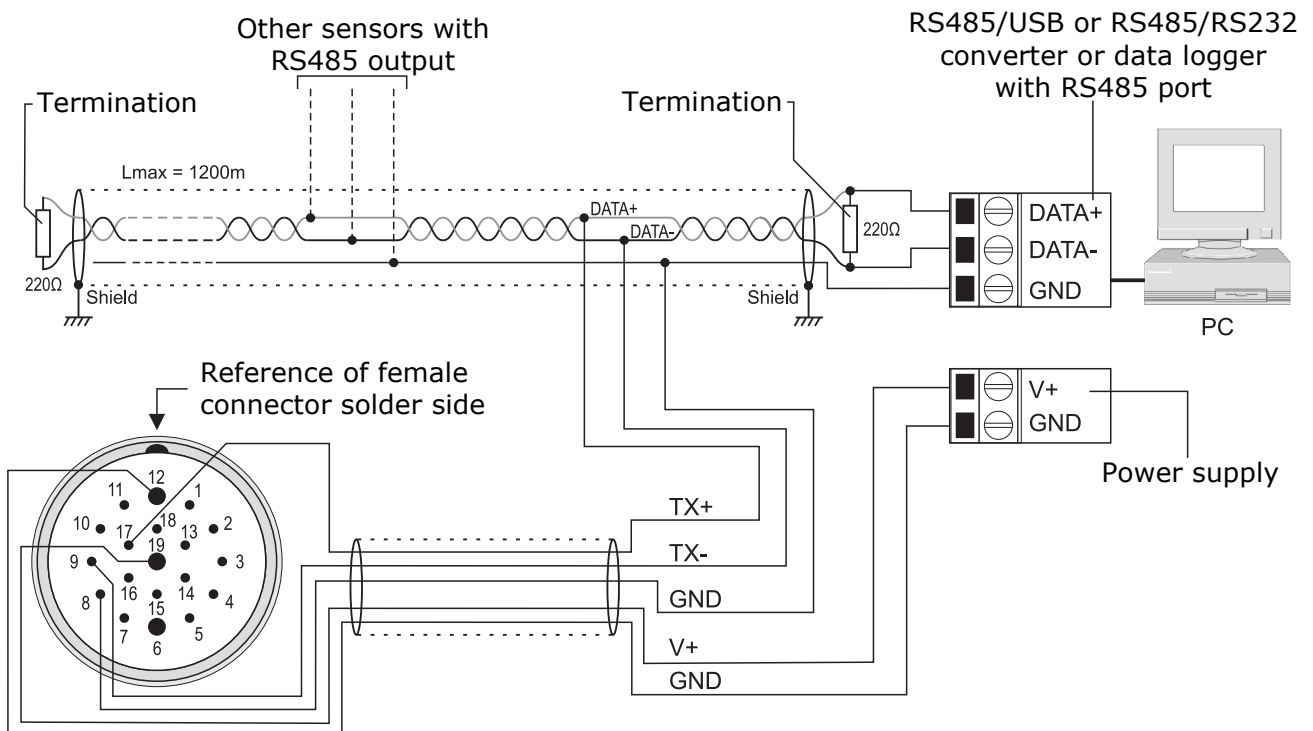 Other sensors with
RS485 output
RS485/USB or RS485/RS232
converter or data logger
with RS485 port
Termination
Termination
Lmax = 1200m
DATA+
DATA-
220Ω
220Ω
Shield
Shield
DATA+
DATA-
GND
PC
Reference of female
connector solder side
V+
GND
Power supply
12
11
1
10
17
18
13
2
19
9
3
16
14
8
15
4
7
5
6
TX+
TX-
GND
V+
GND